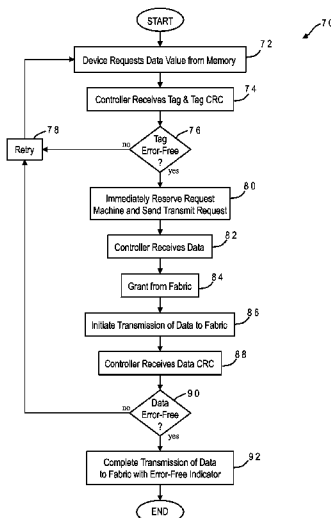 START
70
72
Device Requests Data Value from Memory
74
Controller Receives Tag & Tag CRC
78
Retry
no
76
Tag
Error-Free
?
yes
80
Immediately Reserve Request
Machine and Send Transmit Request
82
Controller Receives Data
84
Grant from Fabric
86
Initiate Transmission of Data to Fabric
88
Controller Receives Data CRC
90
no
Data
Error-Free
?
yes
92
Complete Transmission of Data
to Fabric with Error-Free Indicator
END